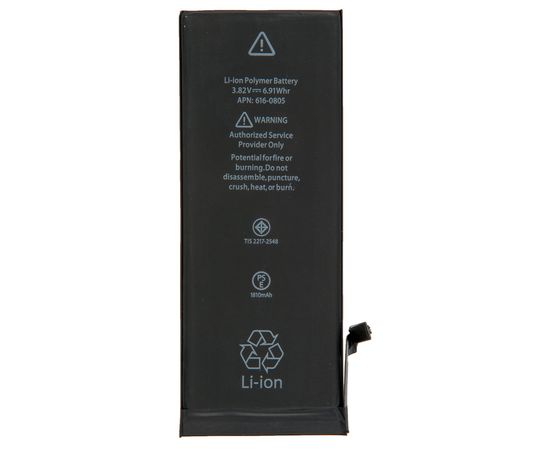 Li-ion Polymer Battery
3.82V⎓6.91Whr
APN: 616-0805
WARNING
Authorized Service
Provider Only
Potential for fire or
burning. Do not
disassemble, puncture,
crush, heat, or burn.
TIS 2217-2548
PS
E
1810mAh
Li-ion